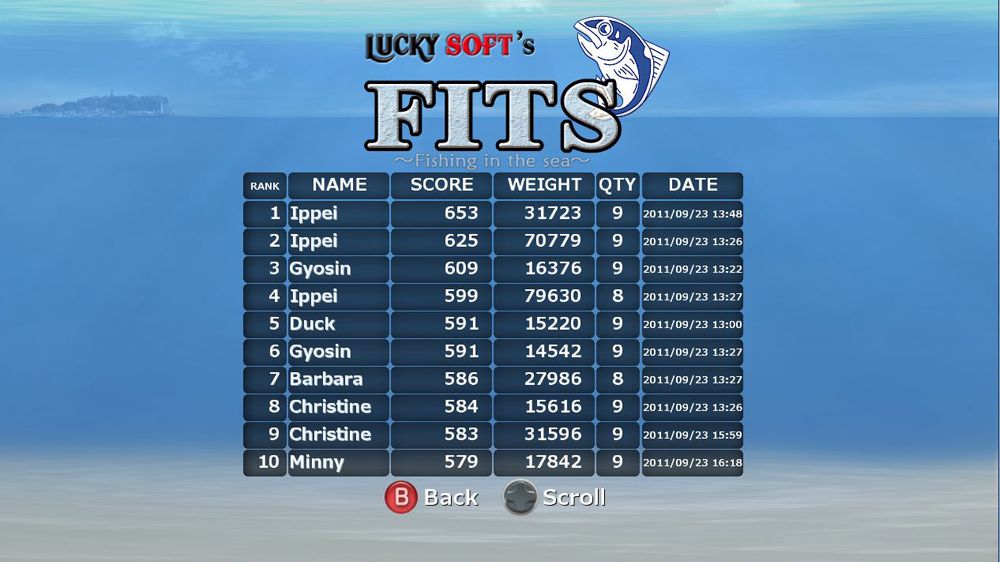 LUCKY SOFT's
FITS
～Fishing in the sea～
RANK NAME SCORE WEIGHT QTY DATE
1 Ippei 653 31723 9 2011/09/23 13:48
2 Ippei 625 70779 9 2011/09/23 13:26
3 Gyosin 609 16376 9 2011/09/23 13:22
4 Ippei 599 79630 8 2011/09/23 13:27
5 Duck 591 15220 9 2011/09/23 13:00
6 Gyosin 591 14542 9 2011/09/23 13:27
7 Barbara 586 27986 8 2011/09/23 13:27
8 Christine 584 15616 9 2011/09/23 13:26
9 Christine 583 31596 9 2011/09/23 15:59
10 Minny 579 17842 9 2011/09/23 16:18
B Back Scroll